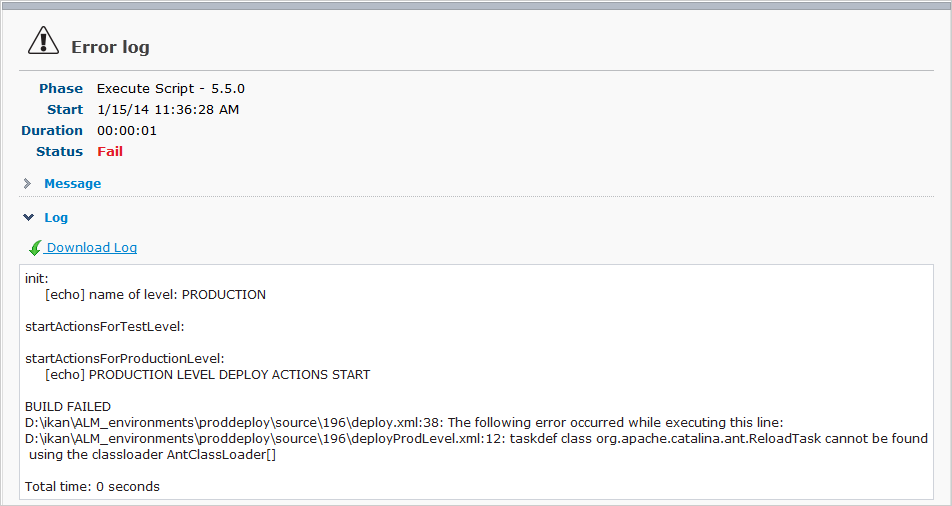 Error log
Phase Execute Script - 5.5.0
Start 1/15/14 11:36:28 AM
Duration 00:00:01
Status Fail
Message
Log
Download Log
init:
[echo] name of level: PRODUCTION
startActionsForTestLevel:
startActionsForProductionLevel:
[echo] PRODUCTION LEVEL DEPLOY ACTIONS START
BUILD FAILED
D:\ikan\ALM_environments\proddeploy\source\196\deploy.xml:38: The following error occurred while executing this line:
D:\ikan\ALM_environments\proddeploy\source\196\deployProdLevel.xml:12: taskdef class org.apache.catalina.ant.ReloadTask cannot be found
using the classloader AntClassLoader[]
Total time: 0 seconds